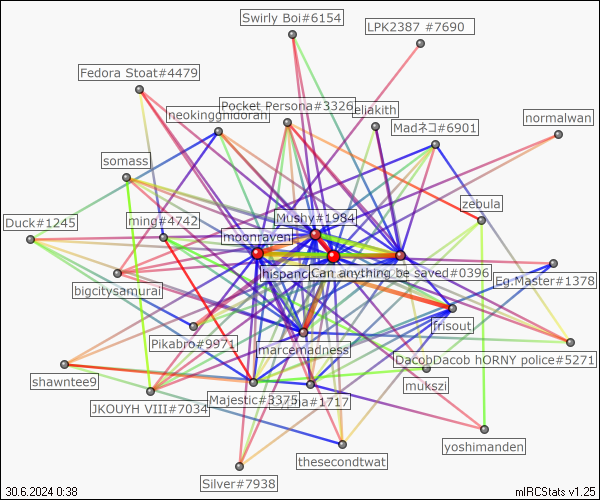 Swirly Boi#6154
LPK2387 #7690
Fedora Stoat#4479
neokingghidorah
Pocket Persona#3326
eliakith
Madネコ#6901
normalwan
somass
zebula
Duck#1245
ming#4742
Mushy#1984
moonraven
hispanc
Can anything be saved#0396
bigcitysamurai
Eg.Master#1378
frisout
Pikabro#9971
marcemadness
DacobDacob hORNY police#5271
shawntee9
mukszi
JKOUYH VIII#7034
Majestic#3375
a#1717
yoshimanden
thesecondtwat
Silver#7938
30.6.2024 0:38
mIRCStats v1.25